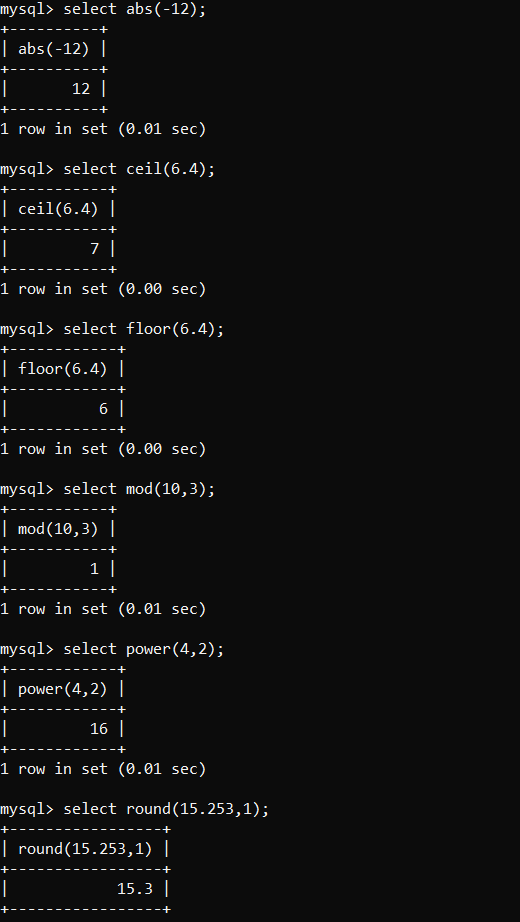 mysql> select abs(-12);
+----------+
| abs(-12) |
+----------+
|       12 |
+----------+
1 row in set (0.01 sec)

mysql> select ceil(6.4);
+-----------+
| ceil(6.4) |
+-----------+
|         7 |
+-----------+
1 row in set (0.00 sec)

mysql> select floor(6.4);
+------------+
| floor(6.4) |
+------------+
|          6 |
+------------+
1 row in set (0.00 sec)

mysql> select mod(10,3);
+-----------+
| mod(10,3) |
+-----------+
|         1 |
+-----------+
1 row in set (0.01 sec)

mysql> select power(4,2);
+------------+
| power(4,2) |
+------------+
|         16 |
+------------+
1 row in set (0.01 sec)

mysql> select round(15.253,1);
+-----------------+
| round(15.253,1) |
+-----------------+
|            15.3 |
+-----------------+